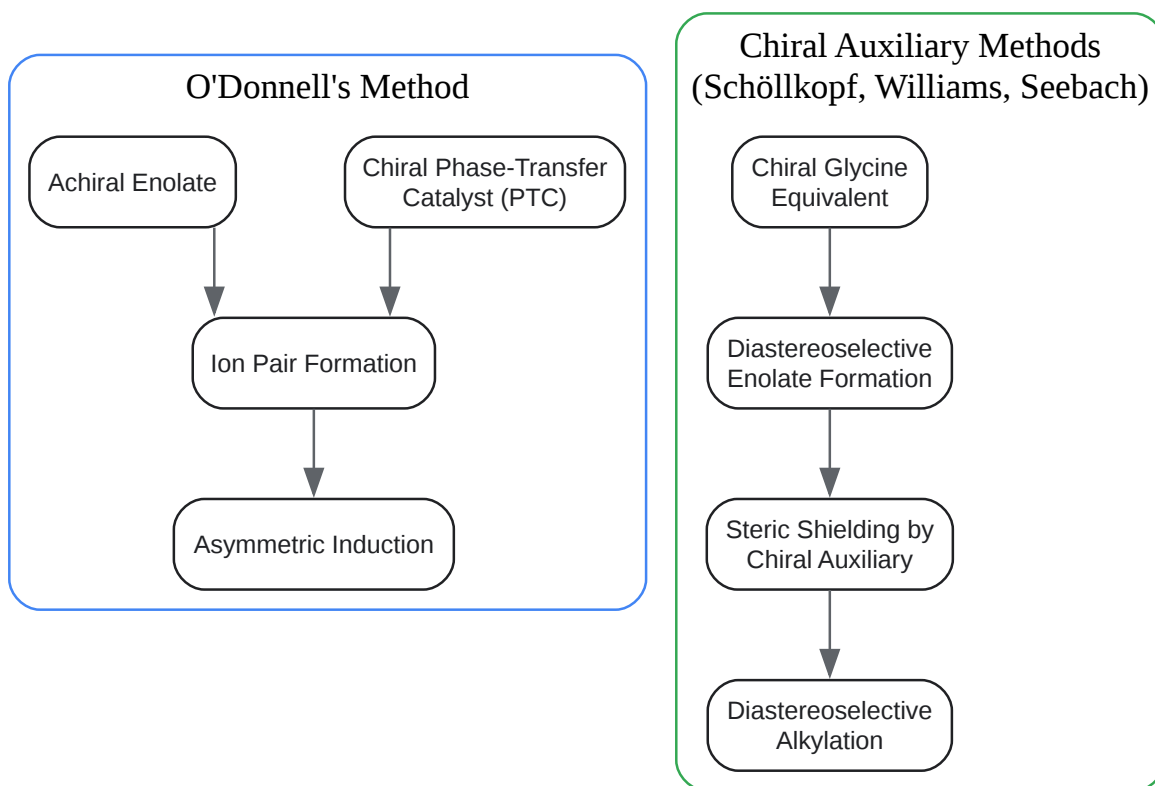 O'Donnell's Method
Achiral Enolate
Chiral Phase-Transfer
Catalyst (PTC)
Ion Pair Formation
Asymmetric Induction
Chiral Auxiliary Methods
(Schöllkopf, Williams, Seebach)
Chiral Glycine
Equivalent
Diastereoselective
Enolate Formation
Steric Shielding by
Chiral Auxiliary
Diastereoselective
Alkylation